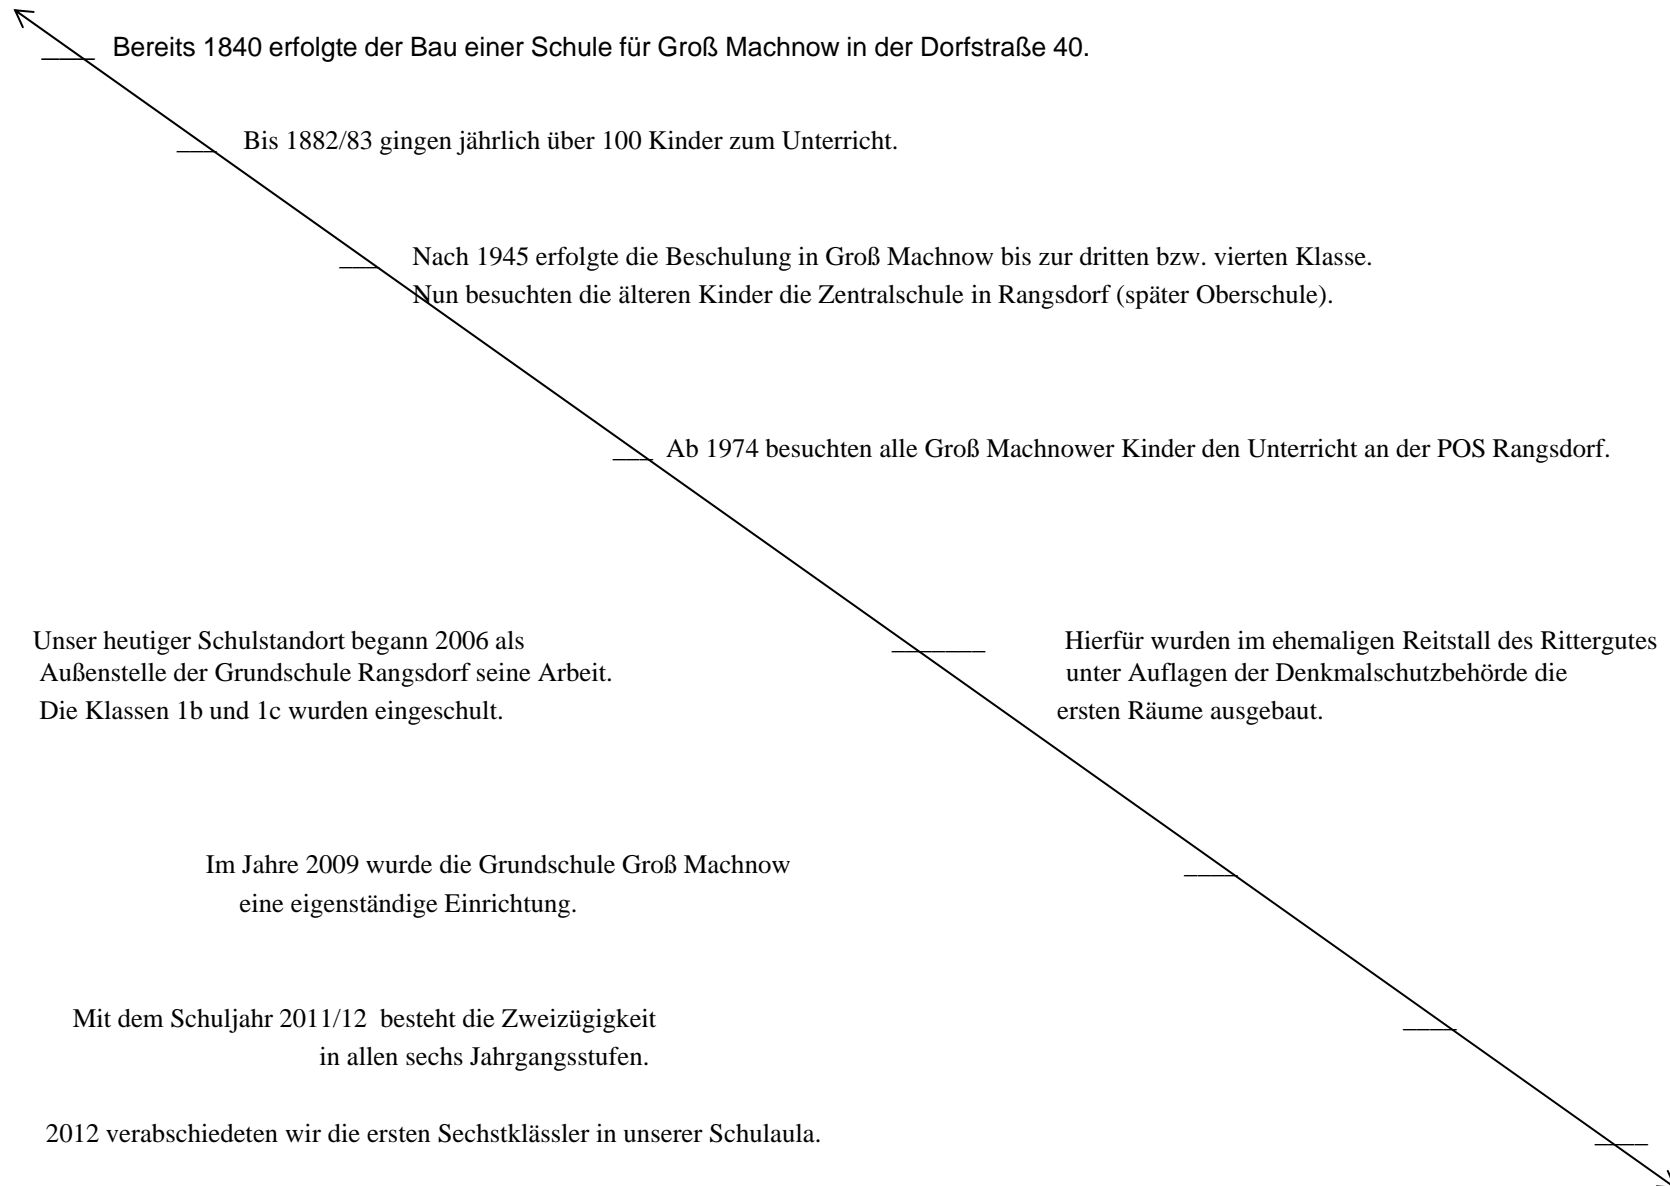 Bereits 1840 erfolgte der Bau einer Schule für Groß Machnow in der Dorfstraße 40.
Bis 1882/83 gingen jährlich über 100 Kinder zum Unterricht.
Nach 1945 erfolgte die Beschulung in Groß Machnow bis zur dritten bzw. vierten Klasse.
Nun besuchten die älteren Kinder die Zentralschule in Rangsdorf (später Oberschule).
Ab 1974 besuchten alle Groß Machnower Kinder den Unterricht an der POS Rangsdorf.
Unser heutiger Schulstandort begann 2006 als
Außenstelle der Grundschule Rangsdorf seine Arbeit.
Die Klassen 1b und 1c wurden eingeschult.
Hierfür wurden im ehemaligen Reitstall des Rittergutes
unter Auflagen der Denkmalschutzbehörde die
ersten Räume ausgebaut.
Im Jahre 2009 wurde die Grundschule Groß Machnow
eine eigenständige Einrichtung.
Mit dem Schuljahr 2011/12 besteht die Zweizügigkeit
in allen sechs Jahrgangsstufen.
2012 verabschiedeten wir die ersten Sechstklässler in unserer Schulaula.